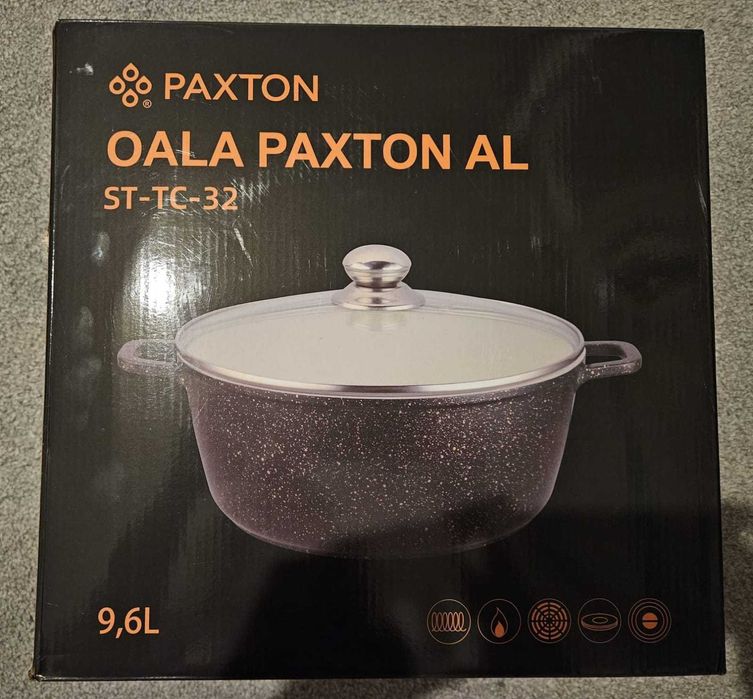 PAXTON
OALA PAXTON AL
ST-TC-32
9,6L